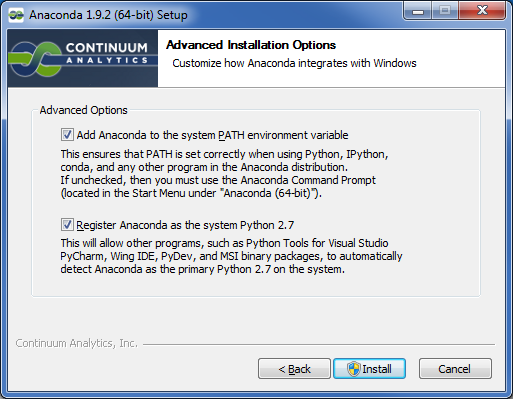 Anaconda 1.9.2 (64-bit) Setup
CONTINUUM
ANALYTICS
Advanced Installation Options
Customize how Anaconda integrates with Windows
Advanced Options
Add Anaconda to the system PATH environment variable
This ensures that PATH is set correctly when using Python, IPython,
conda, and any other program in the Anaconda distribution.
If unchecked, then you must use the Anaconda Command Prompt
(located in the Start Menu under "Anaconda (64-bit)").
Register Anaconda as the system Python 2.7
This will allow other programs, such as Python Tools for Visual Studio
PyCharm, Wing IDE, PyDev, and MSI binary packages, to automatically
detect Anaconda as the primary Python 2.7 on the system.
Continuum Analytics, Inc.
< Back
Install
Cancel